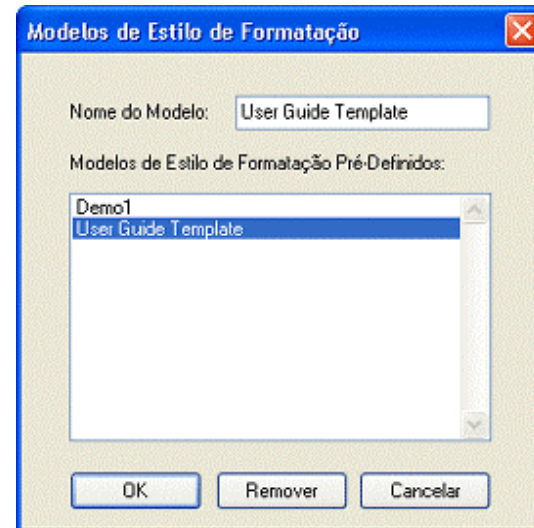 Modelos de Estilo de Formatação
Nome do Modelo: User Guide Template
Modelos de Estilo de Formatação Pré-Definidos:
Demo1
User Guide Template
OK Remover Cancelar